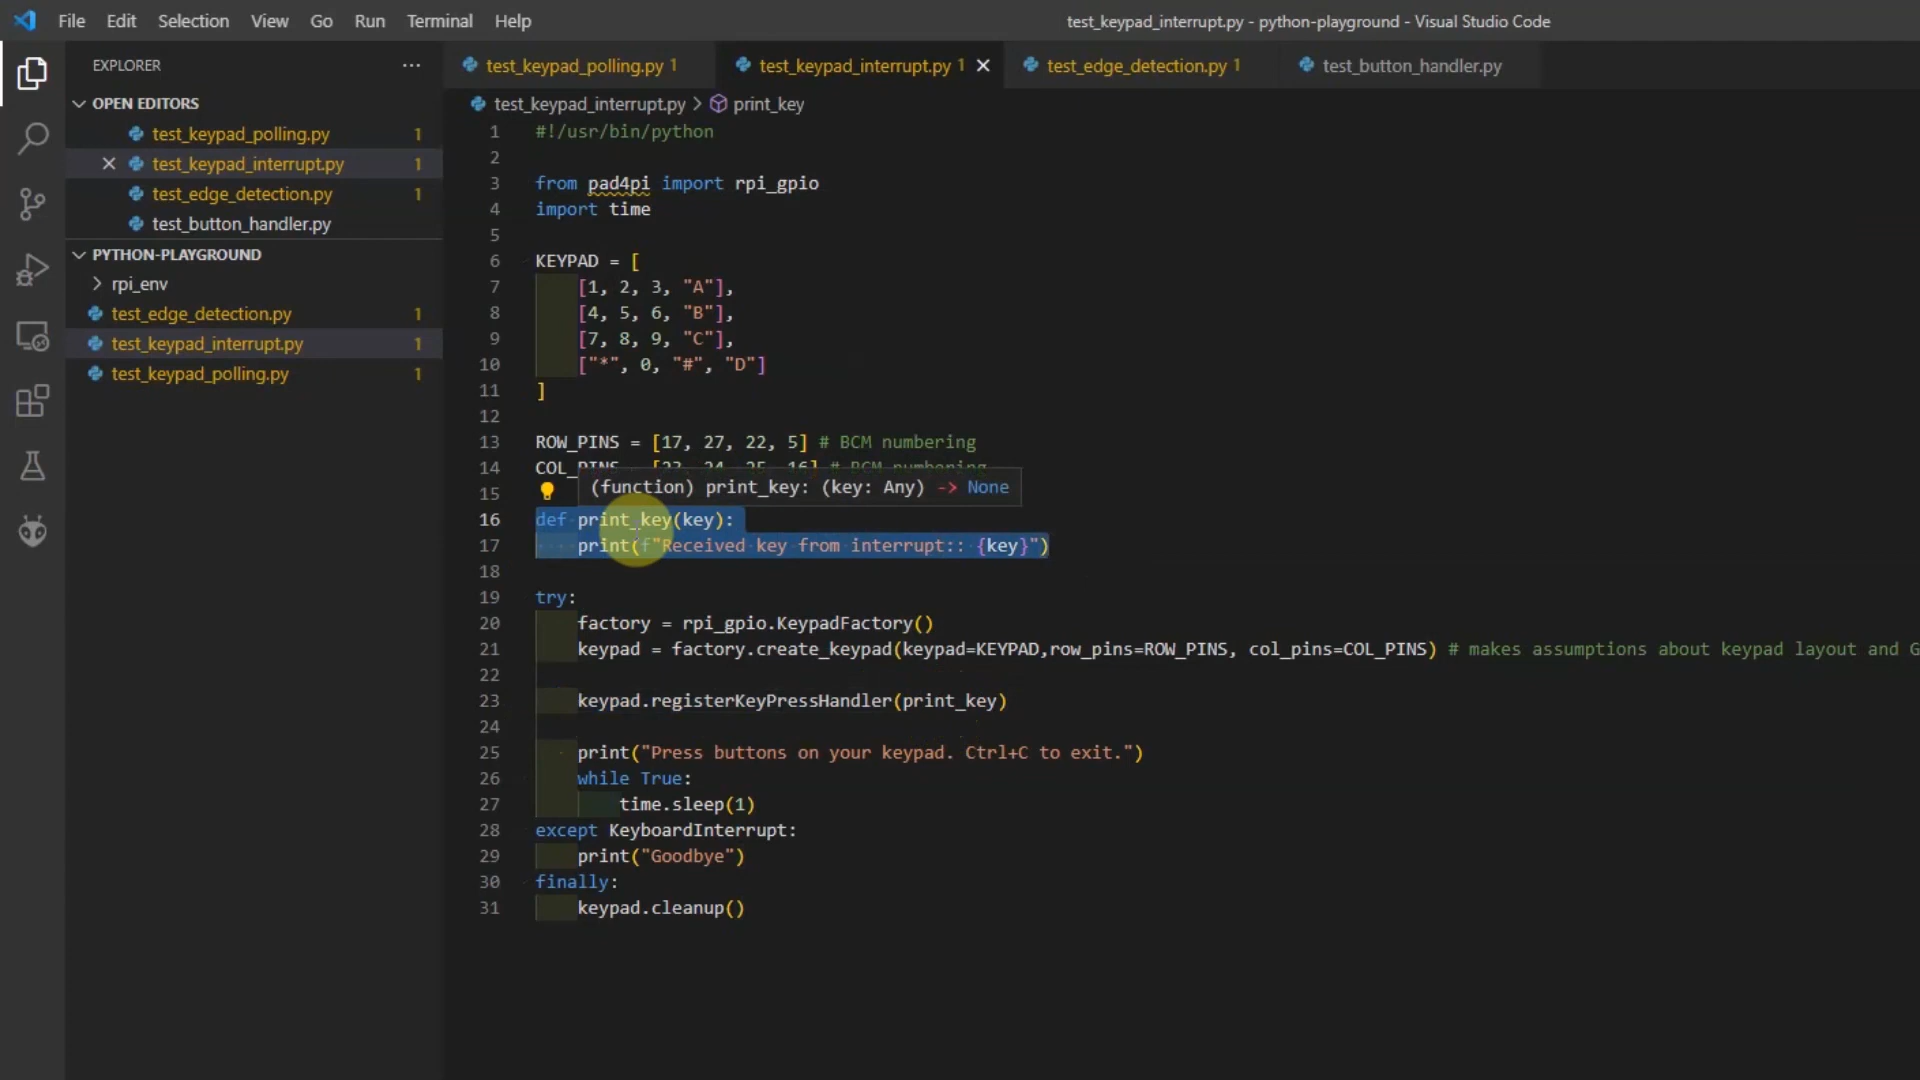 File Edit Selection View Go Run Terminal Help
test_keypad_interrupt.py - python-playground - Visual Studio Code
EXPLORER
OPEN EDITORS
test_keypad_polling.py 1
test_keypad_interrupt.py 1
test_edge_detection.py 1
test_button_handler.py
PYTHON-PLAYGROUND
rpi_env
test_edge_detection.py 1
test_keypad_interrupt.py 1
test_keypad_polling.py 1
test_keypad_polling.py 1 test_keypad_interrupt.py 1 test_edge_detection.py 1 test_button_handler.py
test_keypad_interrupt.py > print_key
1 #!/usr/bin/python
2
3 from pad4pi import rpi_gpio
4 import time
5
6 KEYPAD = [
7 [1, 2, 3, "A"],
8 [4, 5, 6, "B"],
9 [7, 8, 9, "C"],
10 ["*", 0, "#", "D"]
11 ]
12
13 ROW_PINS = [17, 27, 22, 5] # BCM numbering
14 COL_PINS = [23, 24, 25, 16] # BCM numbering
(function) print_key: (key: Any) -> None
15
16 def print_key(key):
17 print(f"Received key from interrupt:: {key}")
18
19 try:
20 factory = rpi_gpio.KeypadFactory()
21 keypad = factory.create_keypad(keypad=KEYPAD,row_pins=ROW_PINS, col_pins=COL_PINS) # makes assumptions about keypad layout and G
22
23 keypad.registerKeyPressHandler(print_key)
24
25 print("Press buttons on your keypad. Ctrl+C to exit.")
26 while True:
27 time.sleep(1)
28 except KeyboardInterrupt:
29 print("Goodbye")
30 finally:
31 keypad.cleanup()